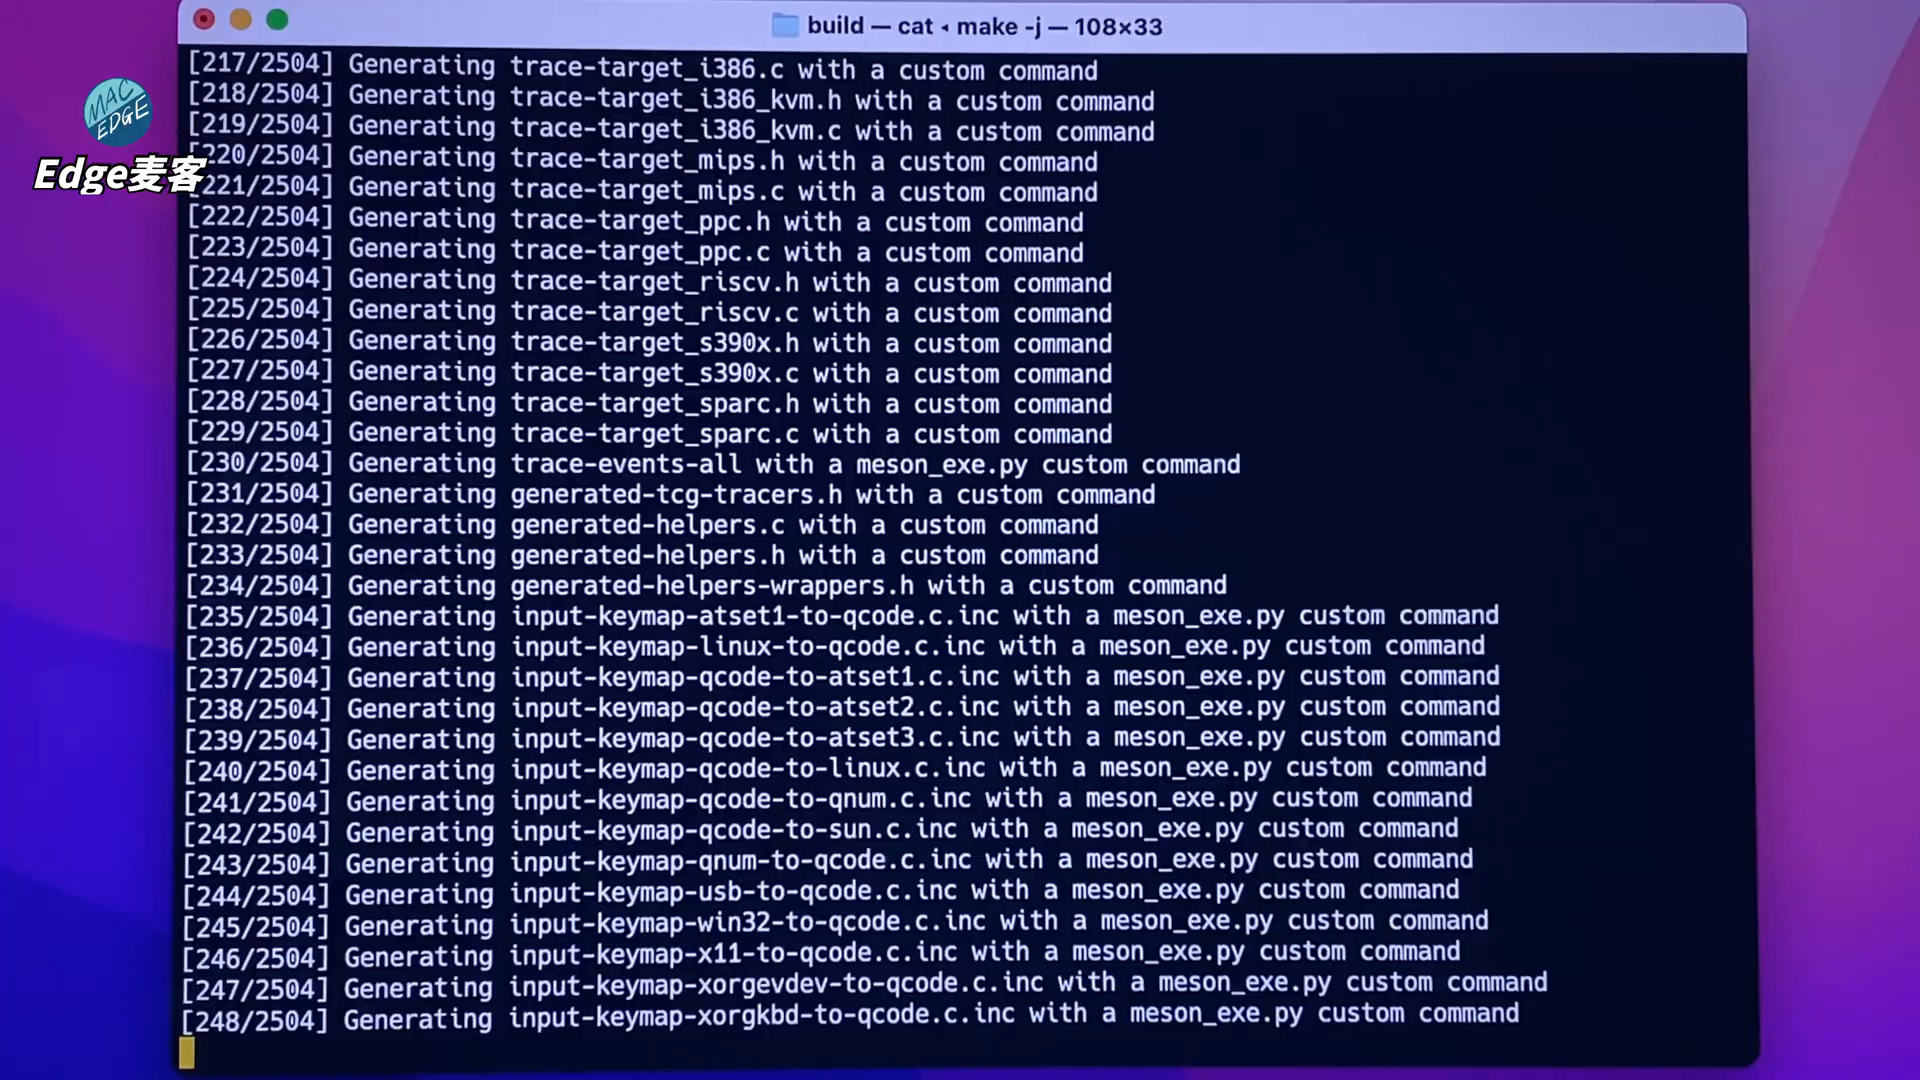 build — cat ◂ make -j — 108×33
MAC EDGE
Edge麦客
[217/2504] Generating trace-target_i386.c with a custom command
[218/2504] Generating trace-target_i386_kvm.h with a custom command
[219/2504] Generating trace-target_i386_kvm.c with a custom command
[220/2504] Generating trace-target_mips.h with a custom command
[221/2504] Generating trace-target_mips.c with a custom command
[222/2504] Generating trace-target_ppc.h with a custom command
[223/2504] Generating trace-target_ppc.c with a custom command
[224/2504] Generating trace-target_riscv.h with a custom command
[225/2504] Generating trace-target_riscv.c with a custom command
[226/2504] Generating trace-target_s390x.h with a custom command
[227/2504] Generating trace-target_s390x.c with a custom command
[228/2504] Generating trace-target_sparc.h with a custom command
[229/2504] Generating trace-target_sparc.c with a custom command
[230/2504] Generating trace-events-all with a meson_exe.py custom command
[231/2504] Generating generated-tcg-tracers.h with a custom command
[232/2504] Generating generated-helpers.c with a custom command
[233/2504] Generating generated-helpers.h with a custom command
[234/2504] Generating generated-helpers-wrappers.h with a custom command
[235/2504] Generating input-keymap-atset1-to-qcode.c.inc with a meson_exe.py custom command
[236/2504] Generating input-keymap-linux-to-qcode.c.inc with a meson_exe.py custom command
[237/2504] Generating input-keymap-qcode-to-atset1.c.inc with a meson_exe.py custom command
[238/2504] Generating input-keymap-qcode-to-atset2.c.inc with a meson_exe.py custom command
[239/2504] Generating input-keymap-qcode-to-atset3.c.inc with a meson_exe.py custom command
[240/2504] Generating input-keymap-qcode-to-linux.c.inc with a meson_exe.py custom command
[241/2504] Generating input-keymap-qcode-to-qnum.c.inc with a meson_exe.py custom command
[242/2504] Generating input-keymap-qcode-to-sun.c.inc with a meson_exe.py custom command
[243/2504] Generating input-keymap-qnum-to-qcode.c.inc with a meson_exe.py custom command
[244/2504] Generating input-keymap-usb-to-qcode.c.inc with a meson_exe.py custom command
[245/2504] Generating input-keymap-win32-to-qcode.c.inc with a meson_exe.py custom command
[246/2504] Generating input-keymap-x11-to-qcode.c.inc with a meson_exe.py custom command
[247/2504] Generating input-keymap-xorgevdev-to-qcode.c.inc with a meson_exe.py custom command
[248/2504] Generating input-keymap-xorgkbd-to-qcode.c.inc with a meson_exe.py custom command